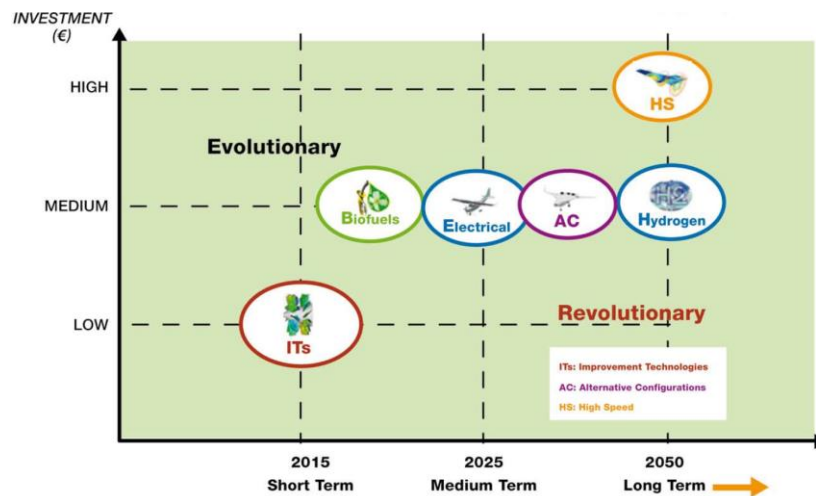 INVESTMENT
(€)
HIGH
HS
Evolutionary
MEDIUM
Biofuels
Electrical
AC
H2
Hydrogen
LOW
ITs
Revolutionary
ITs: Improvement Technologies
AC: Alternative Configurations
HS: High Speed
2015
2025
2050
Short Term
Medium Term
Long Term